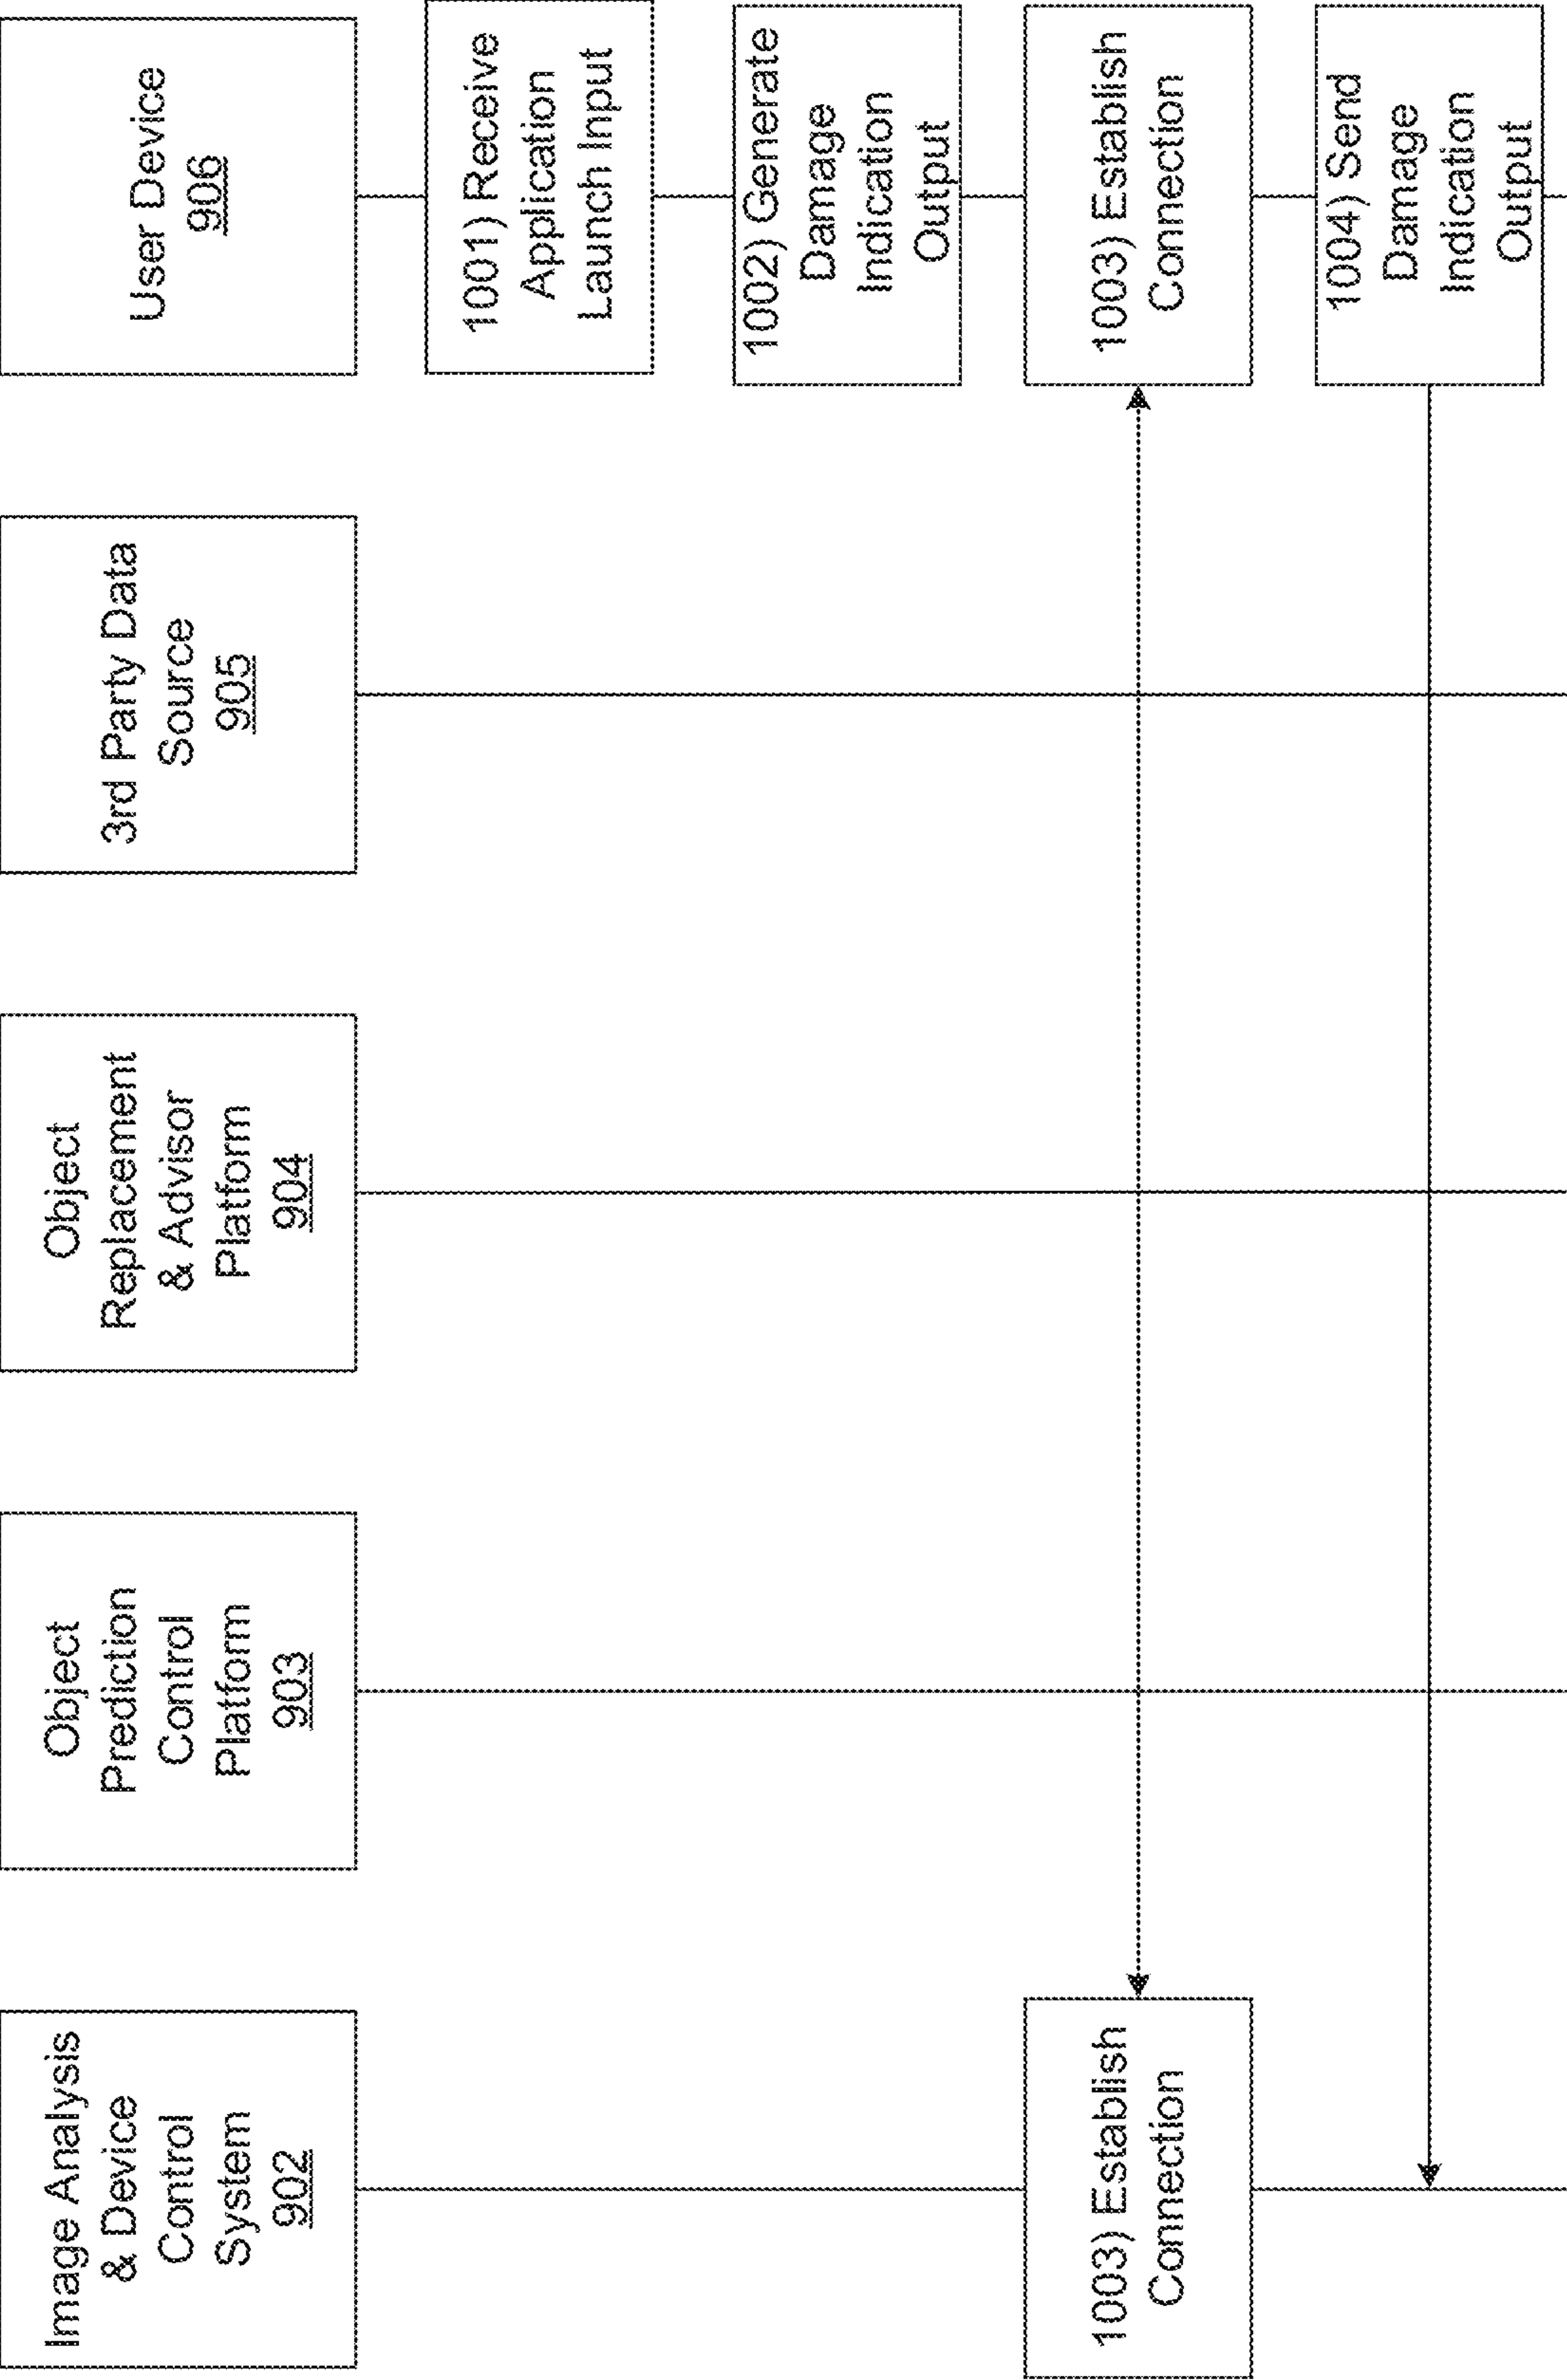 Image Analysis
& Device
Control
System
902
Object
Prediction
Control
Platform
903
Object
Replacement
& Advisor
Platform
904
3rd Party Data
Source
905
User Device
906
1001) Receive
Application
Launch Input
1002) Generate
Damage
Indication
Output
1003) Establish
Connection
1003) Establish
Connection
1004) Send
Damage
Indication
Output